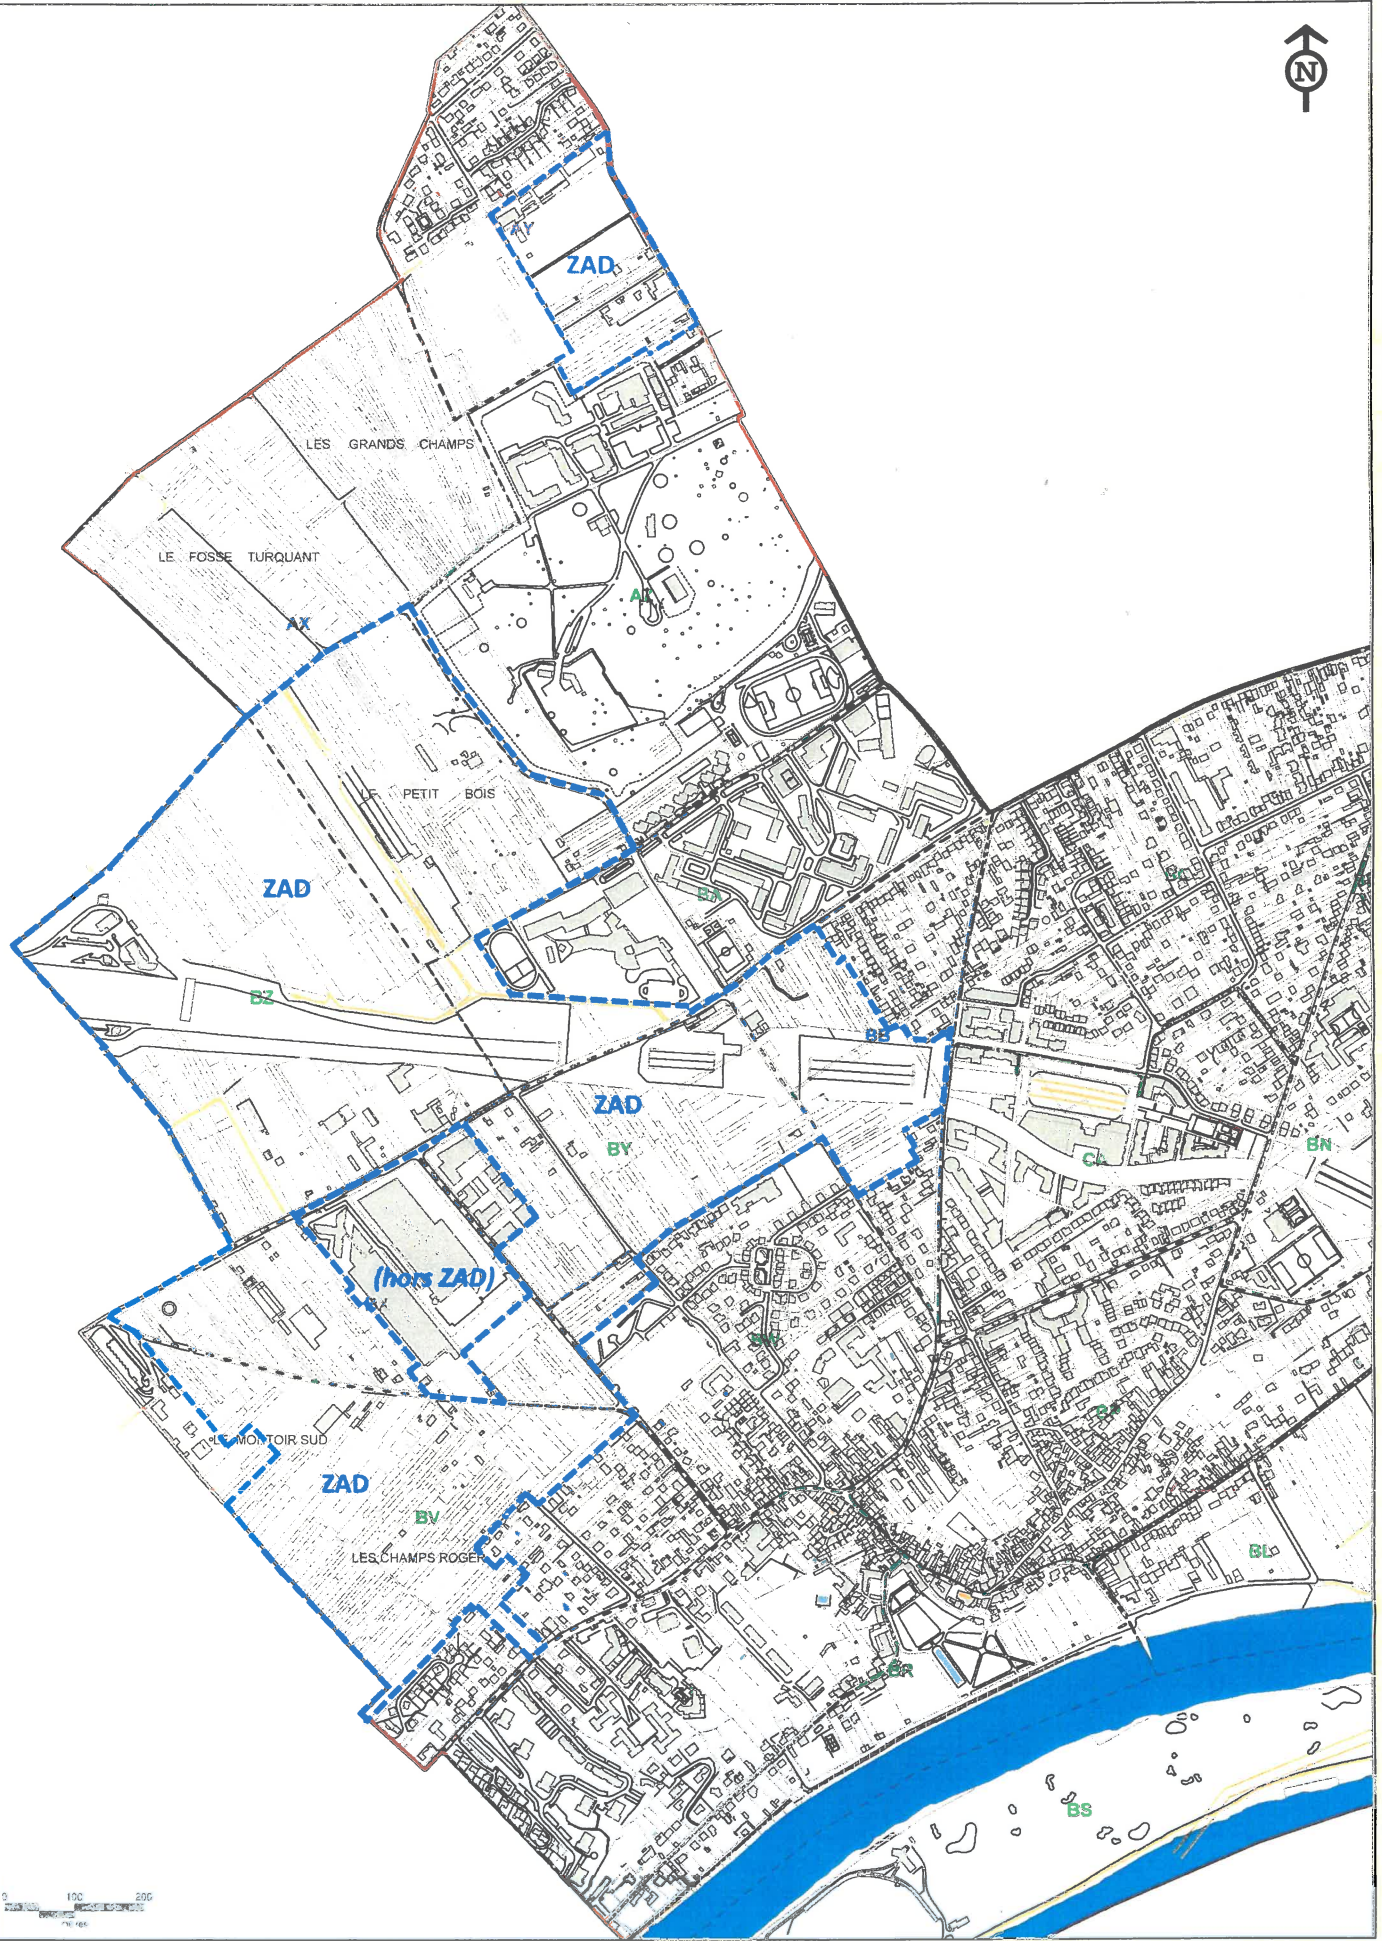 N
AY
ZAD
LES GRANDS CHAMPS
LE FOSSE TURQUANT
AX
LE PETIT BOIS
ZAD
BA
BZ
BB
ZAD
BY
CA
BN
(hors ZAD)
LE MONTOIR SUD
ZAD
BV
LES CHAMPS ROGER
BL
BR
BS
0 100 200